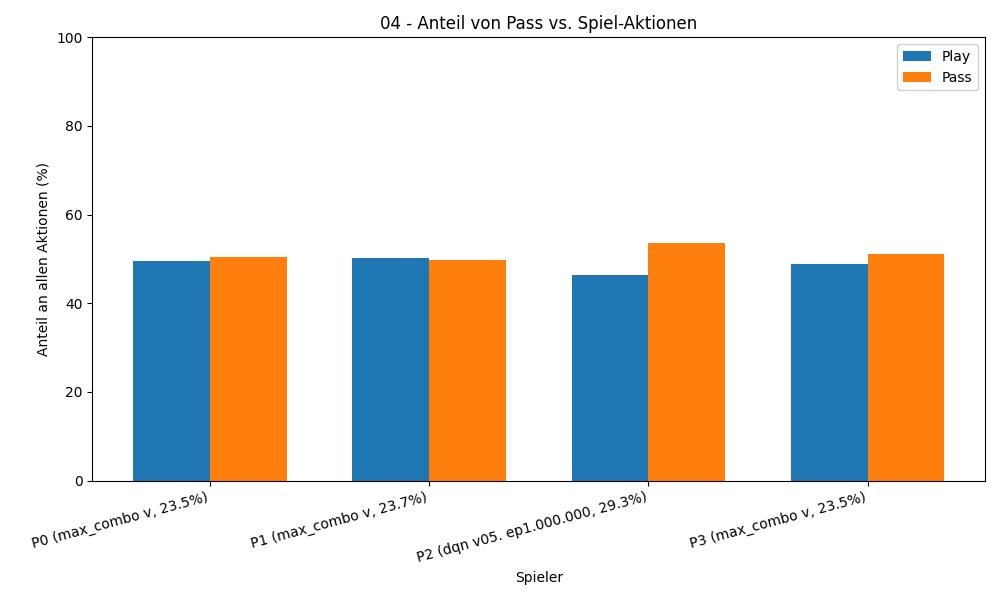 04 - Anteil von Pass vs. Spiel-Aktionen
Play
Pass
Anteil an allen Aktionen (%)
100
80
60
40
20
0
P0 (max_combo v, 23.5%)
P1 (max_combo v, 23.7%)
P2 (dqn v05. ep1.000.000, 29.3%)
P3 (max_combo v, 23.5%)
Spieler